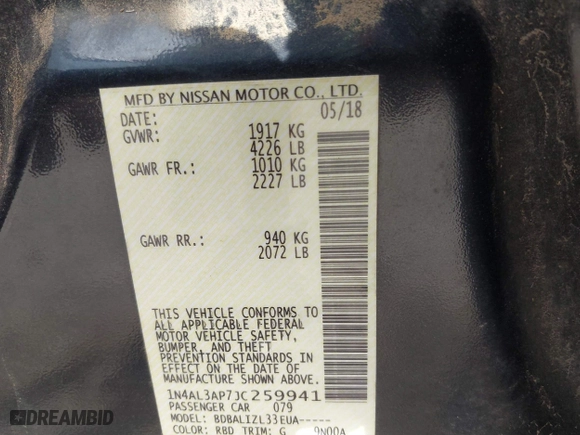 MFD BY NISSAN MOTOR CO., LTD.
DATE: 05/18
GVWR: 1917 KG
4226 LB
GAWR FR.: 1010 KG
2227 LB
GAWR RR.: 940 KG
2072 LB
THIS VEHICLE CONFORMS TO
ALL APPLICABLE FEDERAL
MOTOR VEHICLE SAFETY,
BUMPER, AND THEFT
PREVENTION STANDARDS IN
EFFECT ON THE DATE OF
MANUFACTURE SHOWN ABOVE.
1N4AL3AP7JC259941
PASSENGER CAR 079
MODEL: BDBALIZL33EUA-----
COLOR: RBD TRIM: G 9N00A
DREAMBID